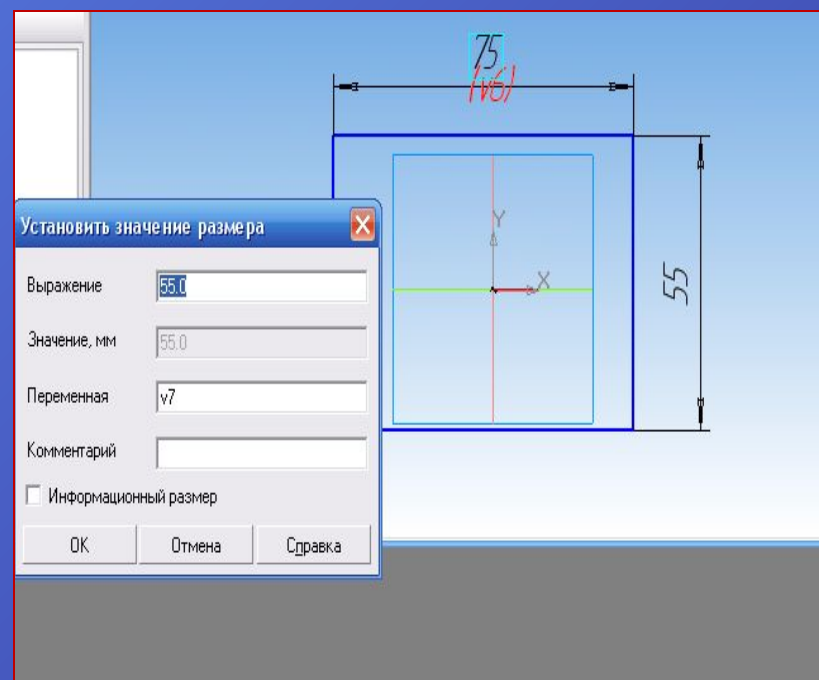 75
(v6)
Установить значение размера
Выражение
55.0
Значение, мм
55.0
Переменная
v7
Комментарий
Информационный размер
ОК
Отмена
Справка
Y
X
55